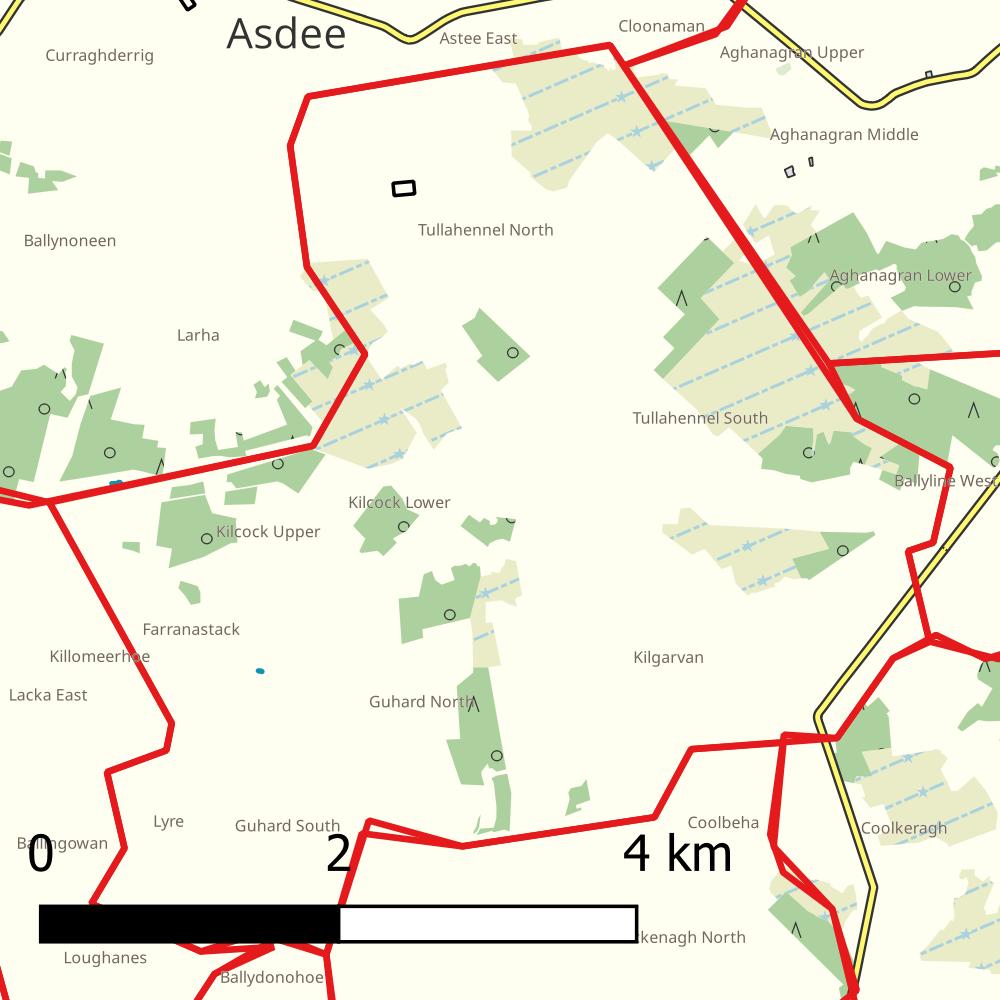 Asdee
Astee East
Cloonaman
Curraghderrig
Aghanagran Upper
Aghanagran Middle
Ballynoneen
Tullahennel North
Aghanagran Lower
Larha
Tullahennel South
Ballyline West
Kilcock Lower
Kilcock Upper
Farranastack
Killomeerhoe
Kilgarvan
Lacka East
Guhard North
Lyre
Guhard South
Coolbeha
Coolkeragh
Ballingowan
0 2 4 km
kenagh North
Loughanes
Ballydonohoe